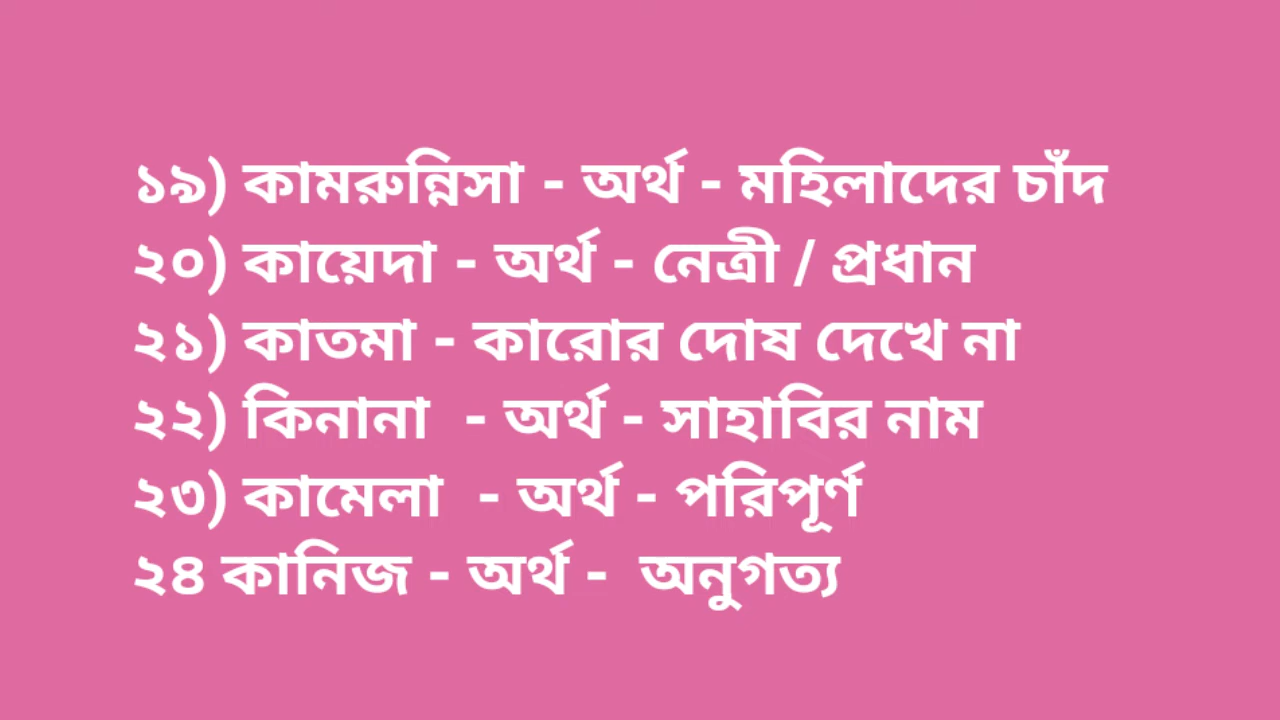 ১৯) কামরুন্নিসা - অর্থ - মহিলাদের চাঁদ
২০) কায়েদা - অর্থ - নেত্রী / প্রধান
২১) কাতমা - কারোর দোষ দেখে না
২২) কিনানা - অর্থ - সাহাবির নাম
২৩) কামেলা - অর্থ - পরিপূর্ণ
২৪ কানিজ - অর্থ - অনুগত্য